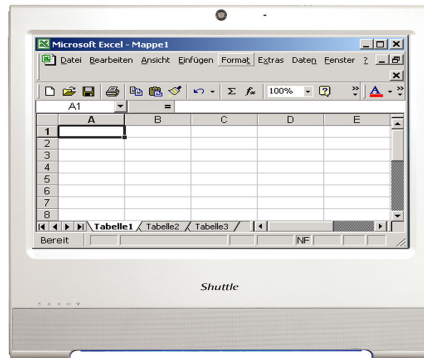 Microsoft Excel - Mappe1
Datei Bearbeiten Ansicht Einfügen Format Extras Daten Fenster ?
Σ fx 100% ? A
A1 =
A B C D E
1
2
3
4
5
6
7
8
Tabelle1 Tabelle2 Tabelle3
Bereit NF
Shuttle